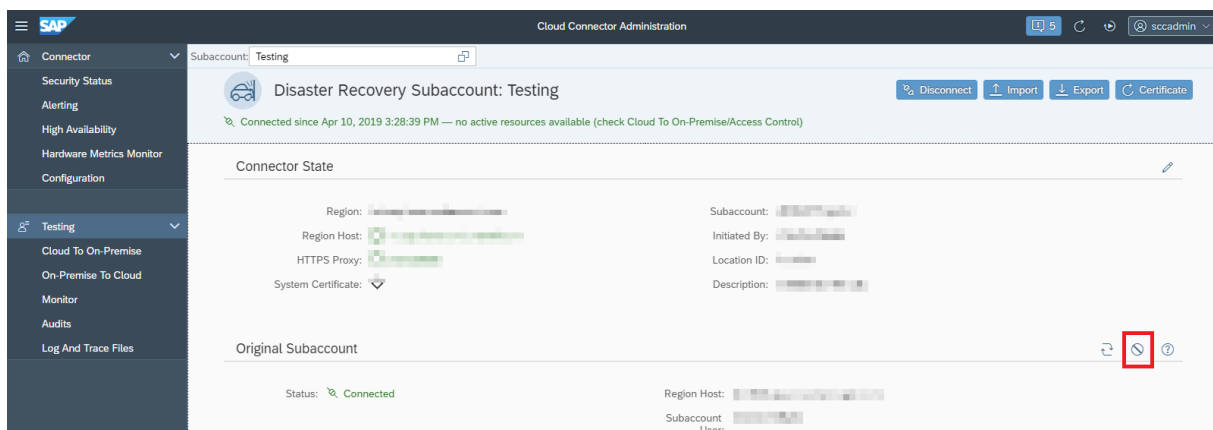 SAP
Cloud Connector Administration
5
sccadmin
Connector
Security Status
Alerting
High Availability
Hardware Metrics Monitor
Configuration
Testing
Cloud To On-Premise
On-Premise To Cloud
Monitor
Audits
Log And Trace Files
Subaccount: Testing
Disaster Recovery Subaccount: Testing
Disconnect Import Export Certificate
Connected since Apr 10, 2019 3:28:39 PM — no active resources available (check Cloud To On-Premise/Access Control)
Connector State
Region:
Region Host:
HTTPS Proxy:
System Certificate:
Subaccount:
Initiated By:
Location ID:
Description:
Original Subaccount
Status: Connected
Region Host:
Subaccount
User: